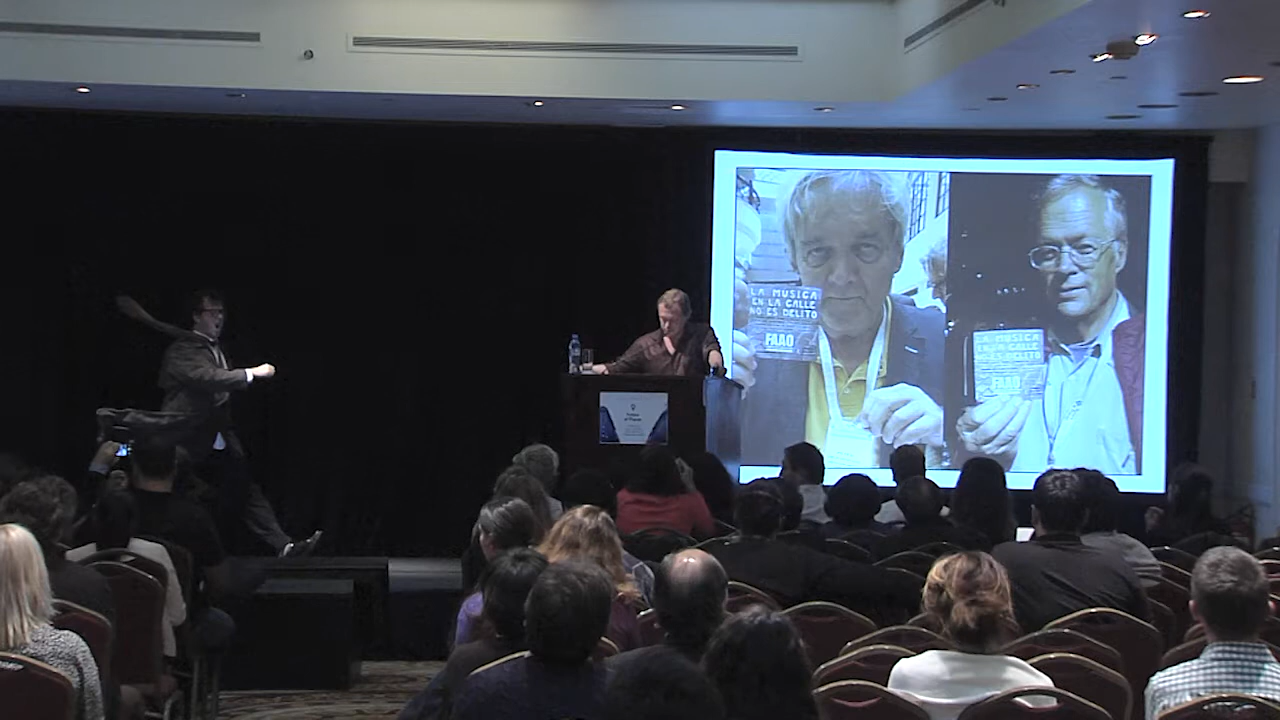 LA MUSICA
EN LA CALLE
NO ES DELITO
FAAO
LA MUSICA
EN LA CALLE
NO ES DELITO
FAAO